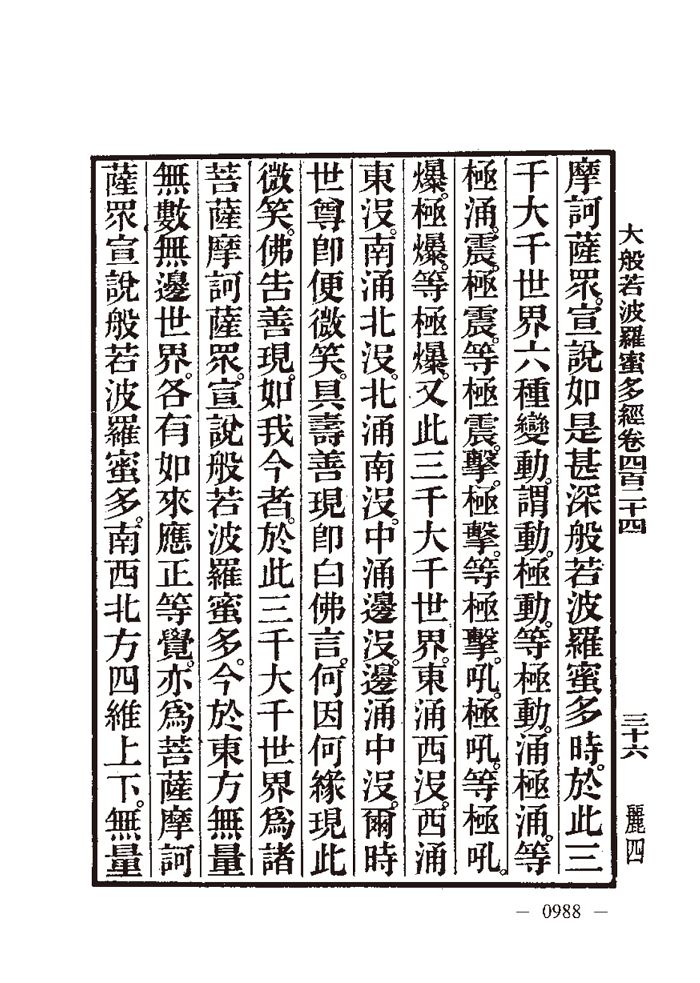 大般若波羅蜜多經卷四百二十四
三十六
麗四
摩訶薩眾。宣說如是甚深般若波羅蜜多時。於此三
千大千世界六種變動。謂動。極動。等極動。涌。極涌。等
極涌。震。極震。等極震。擊。極擊。等極擊。吼。極吼。等極吼。
爆。極爆。等極爆。又此三千大千世界。東涌西沒。西涌
東沒。南涌北沒。北涌南沒。中涌邊沒。邊涌中沒。爾時
世尊即便微笑。具壽善現即白佛言。何因何緣現此
微笑。佛告善現。如我今者。於此三千大千世界為諸
菩薩摩訶薩眾。宣說般若波羅蜜多。今於東方無量
無數無邊世界。各有如來應正等覺。亦為菩薩摩訶
薩眾宣說般若波羅蜜多。南西北方四維上下。無量
— 0988 —